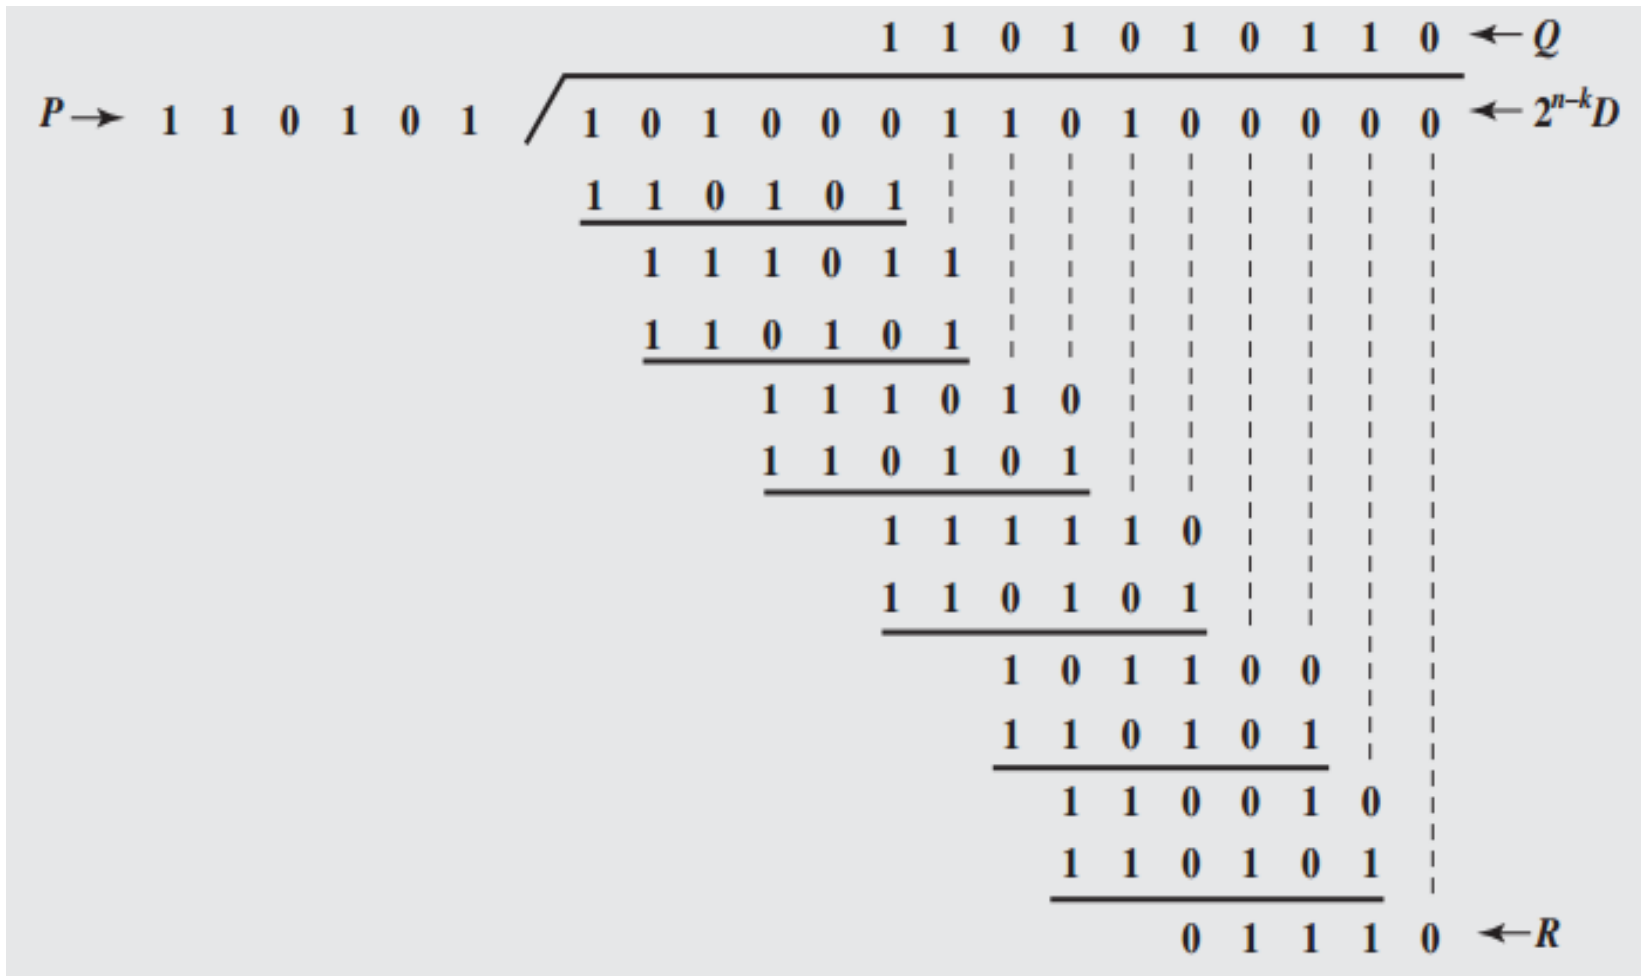 1 1 0 1 0 1 0 1 1 0 ← Q
P → 1 1 0 1 0 1 1 0 1 0 0 0 1 1 0 1 0 0 0 0 0 ← 2^{n–k}D
1 1 0 1 0 1
1 1 1 0 1 1
1 1 0 1 0 1
1 1 1 0 1 0
1 1 0 1 0 1
1 1 1 1 1 0
1 1 0 1 0 1
1 0 1 1 0 0
1 1 0 1 0 1
1 1 0 0 1 0
1 1 0 1 0 1
0 1 1 1 0 ← R